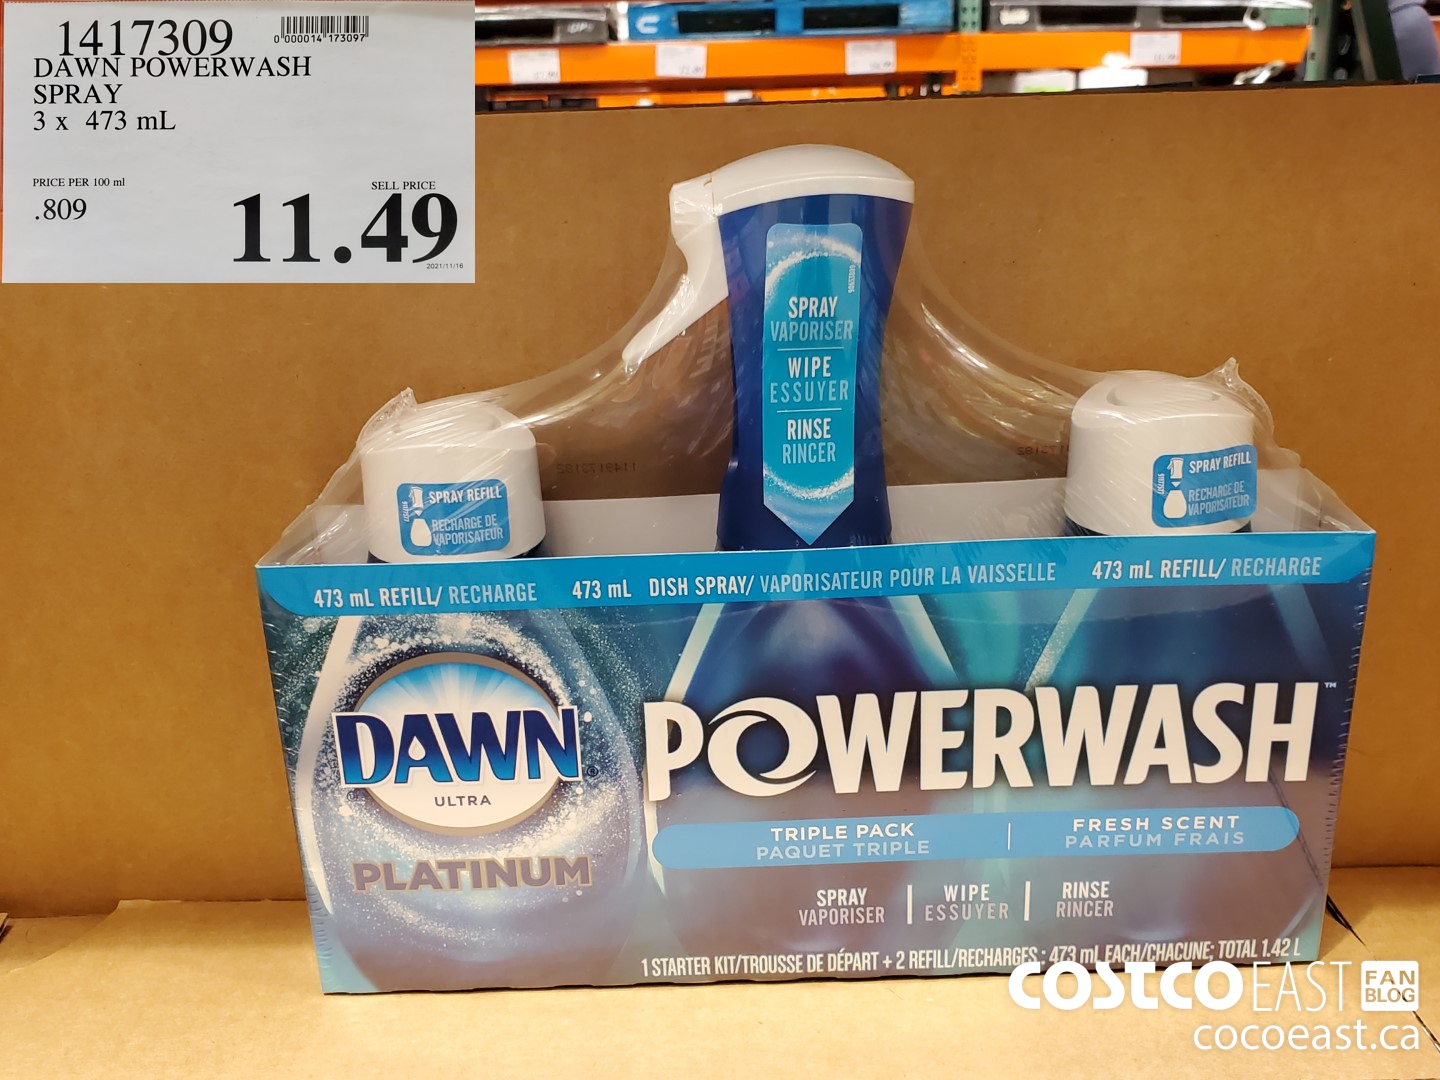 1417309
0 000014 173097
DAWN POWERWASH
SPRAY
3 x 473 mL
PRICE PER 100 ml
.809
SELL PRICE
11.49
2021/11/16
SPRAY
VAPORISER
WIPE
ESSUYER
RINSE
RINCER
SPRAY REFILL
RECHARGE DE
VAPORISATEUR
SPRAY REFILL
RECHARGE DE
VAPORISATEUR
473 mL REFILL/ RECHARGE
473 mL DISH SPRAY/ VAPORISATEUR POUR LA VAISSELLE
473 mL REFILL/ RECHARGE
DAWN®
ULTRA
PLATINUM
POWERWASH™
TRIPLE PACK
PAQUET TRIPLE
FRESH SCENT
PARFUM FRAIS
SPRAY
VAPORISER
WIPE
ESSUYER
RINSE
RINCER
1 STARTER KIT/TROUSSE DE DÉPART + 2 REFILL/RECHARGES : 473 mL EACH/CHACUNE; TOTAL 1.42 L
COSTCO EAST FAN BLOG
cocoeast.ca